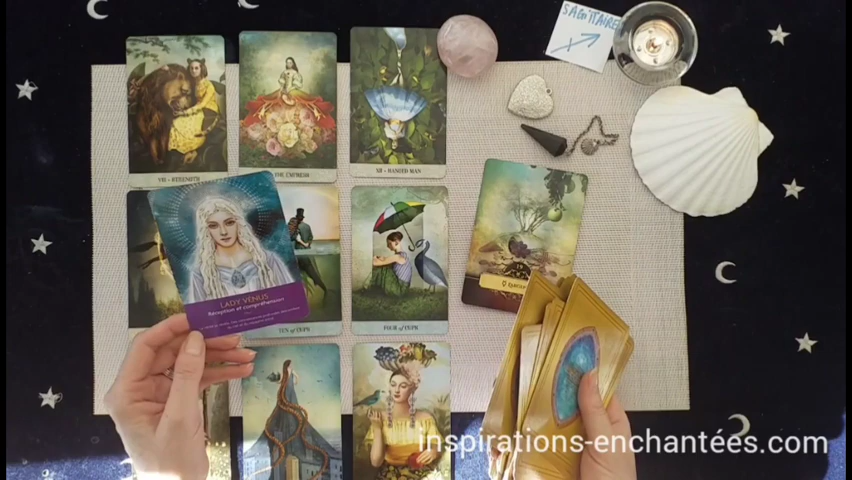 SAGITTAIRE
VIII - STRENGTH
THE EMPRESS
XII - HANGED MAN
LADY VÉNUS
Réception et compréhension
TEN of CUPS
FOUR of CUPS
inspirations-enchantées.com